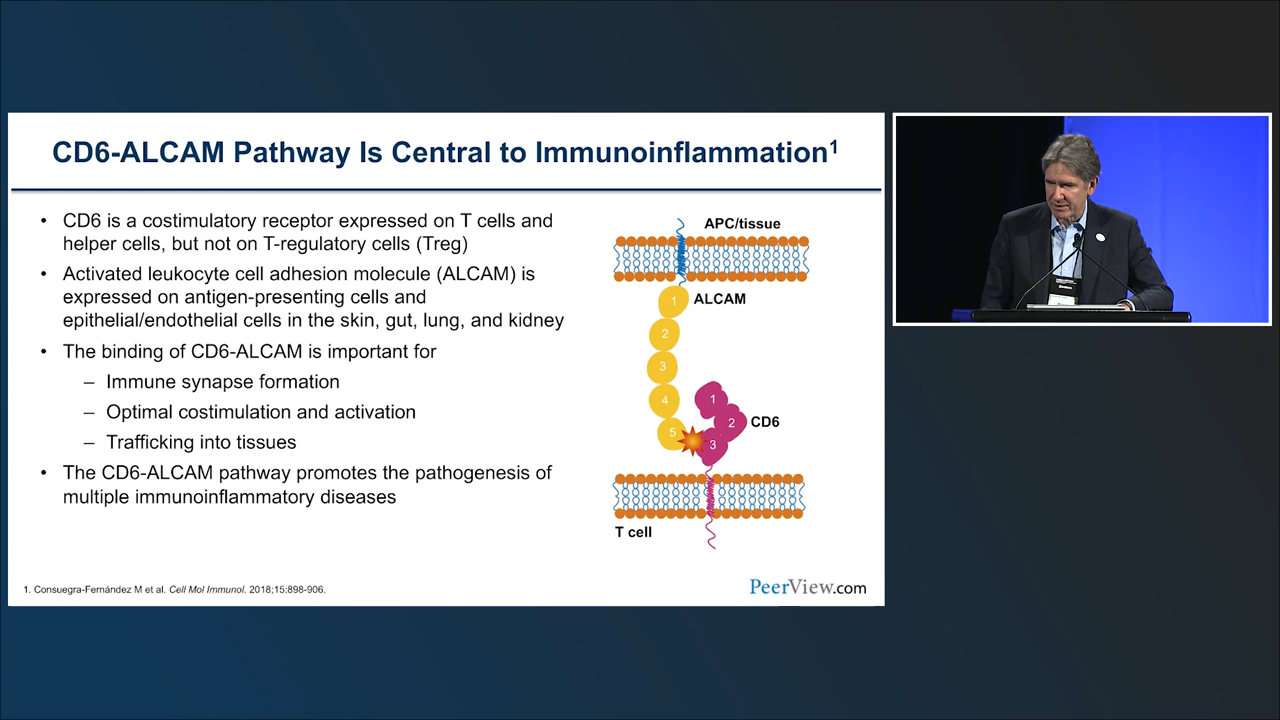 CD6-ALCAM Pathway Is Central to Immunoinflammation1
• CD6 is a costimulatory receptor expressed on T cells and
helper cells, but not on T-regulatory cells (Treg)
• Activated leukocyte cell adhesion molecule (ALCAM) is
expressed on antigen-presenting cells and
epithelial/endothelial cells in the skin, gut, lung, and kidney
• The binding of CD6-ALCAM is important for
– Immune synapse formation
– Optimal costimulation and activation
– Trafficking into tissues
• The CD6-ALCAM pathway promotes the pathogenesis of
multiple immunoinflammatory diseases
APC/tissue
1
ALCAM
2
3
4
5
1
2
CD6
3
T cell
1. Consuegra-Fernández M et al. Cell Mol Immunol. 2018;15:898-906.
PeerView.com